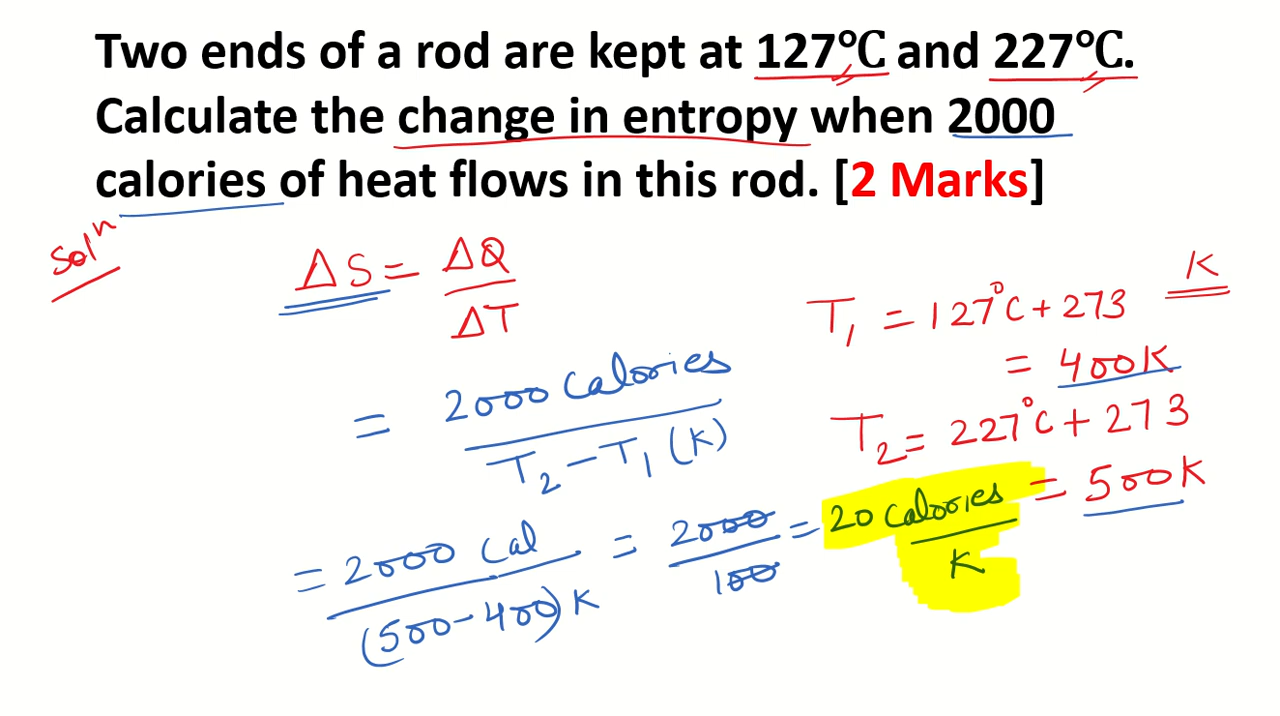 Two ends of a rod are kept at 127℃ and 227℃.
Calculate the change in entropy when 2000
calories of heat flows in this rod. [2 Marks]
Solⁿ
ΔS = ΔQ / ΔT
= 2000 Calories / T₂ - T₁ (K)
= 2000 Cal / (500-400) K = 2000 / 100 = 20 Calories / K
K
T₁ = 127°C + 273
= 400K
T₂ = 227°C + 273
= 500K